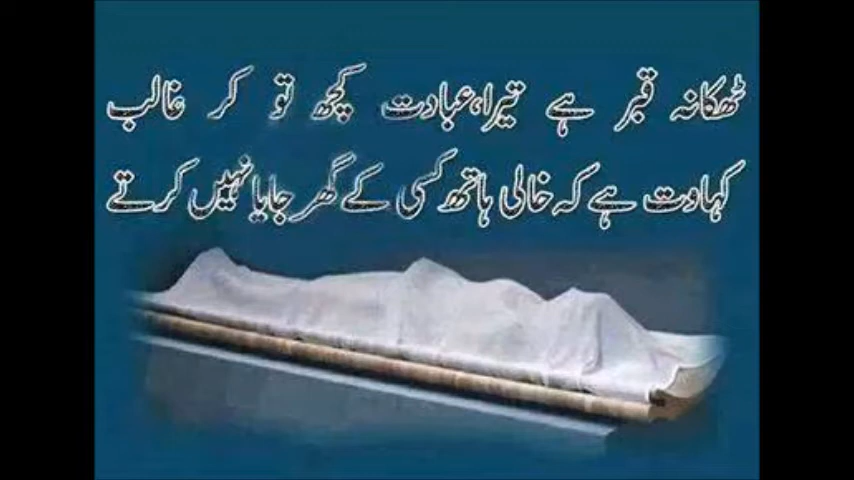 ٹھکانہ قبر ہے تیرا،عبادت کچھ تو کر غالب
کہاوت ہے کہ خالی ہاتھ کسی کے گھر جایا نہیں کرتے